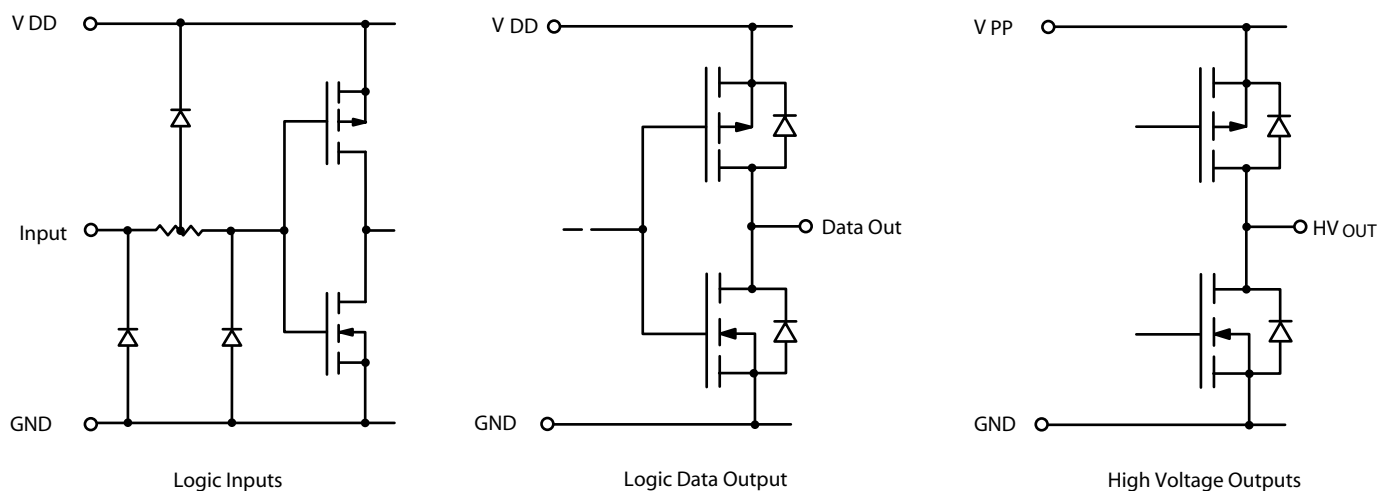 V DD
Input
GND
Logic Inputs
V DD
Data Out
GND
Logic Data Output
V PP
HV OUT
GND
High Voltage Outputs